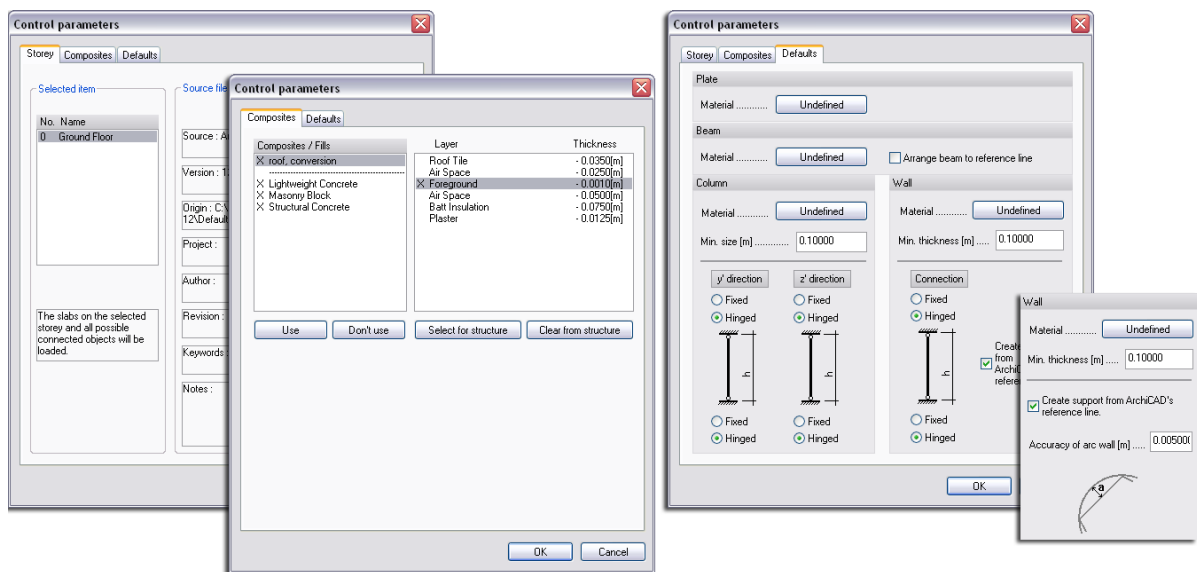 Control parameters
Storey Composites Defaults
Selected item
No. Name
0 Ground Floor
The slabs on the selected
storey and all possible
connected objects will be
loaded.
Source file
Source :
Version :
Origin : C:\
12\Default
Project :
Author :
Revision :
Keywords :
Notes :
Control parameters
Composites Defaults
Composites / Fills
X roof, conversion
X Lightweight Concrete
X Masonry Block
X Structural Concrete
Layer Thickness
Roof Tile - 0.0350[m]
Air Space - 0.0250[m]
X Foreground - 0.0010[m]
Air Space - 0.0500[m]
Batt Insulation - 0.0750[m]
Plaster - 0.0125[m]
Use Don't use Select for structure Clear from structure
OK Cancel
Control parameters
Storey Composites Defaults
Plate
Material ............ Undefined
Beam
Material ............ Undefined Arrange beam to reference line
Column
Material ............ Undefined
Min. size [m] ............. 0.10000
y' direction z' direction
Fixed Fixed
Hinged Hinged
h h
Fixed Fixed
Hinged Hinged
Wall
Material ............ Undefined
Min. thickness [m] ..... 0.10000
Connection
Fixed
Hinged
h
Create
from
Fixed
Hinged
OK
Wall
Material ............ Undefined
Min. thickness [m] ..... 0.10000
Create support from ArchiCAD's
reference line.
Accuracy of arc wall [m] ..... 0.00500
a